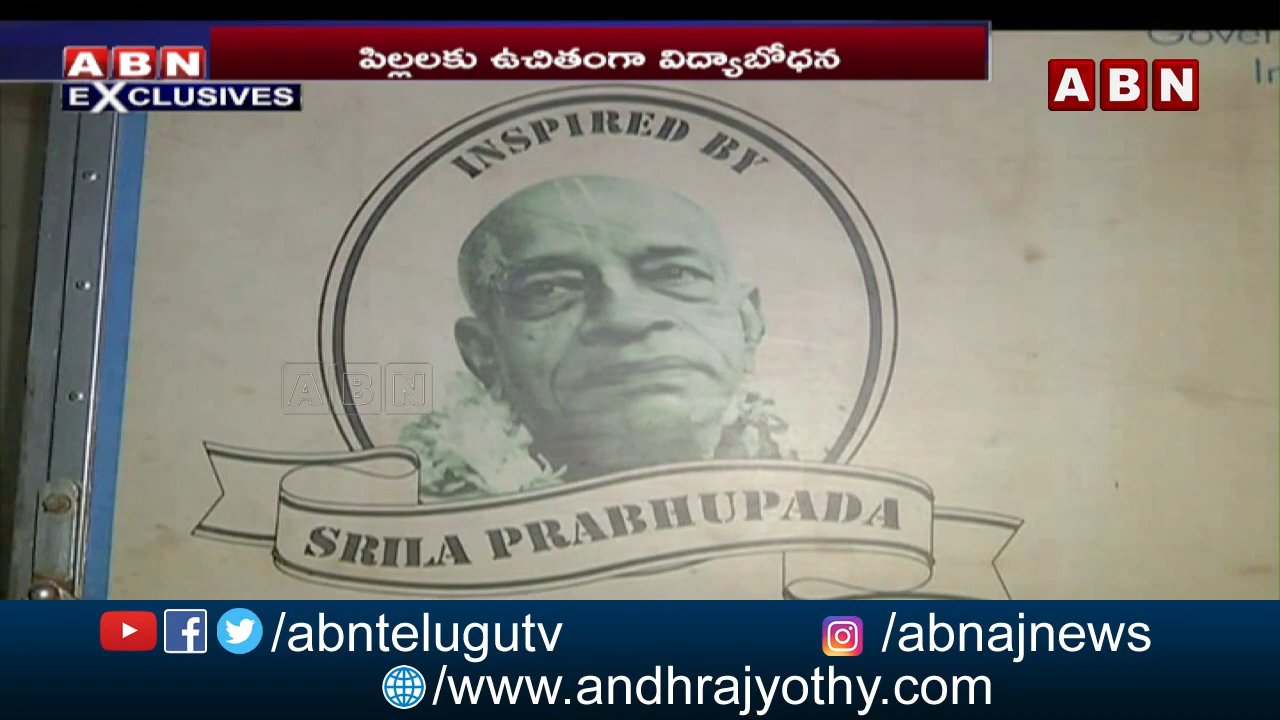 పిల్లలకు ఉచితంగా విద్యాబోధన
ABN
EXCLUSIVES
ABN
INSPIRED BY
ABN
SRILA PRABHUPADA
/abntelugutv
/abnajnews
/www.andhrajyothy.com